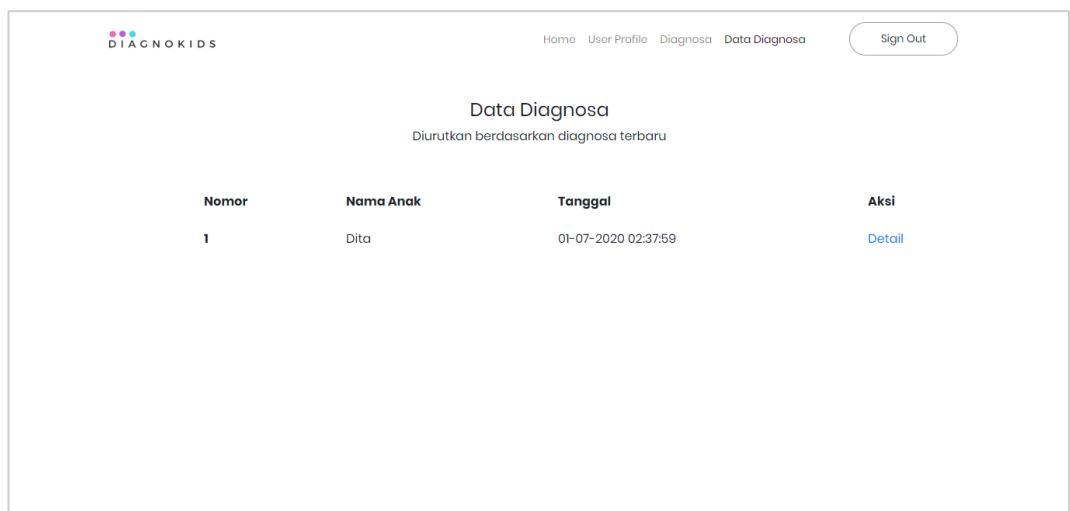 DIAGNOKIDS
Home User Profile Diagnosa Data Diagnosa Sign Out
Data Diagnosa
Diurutkan berdasarkan diagnosa terbaru
Nomor Nama Anak Tanggal Aksi
1 Dita 01-07-2020 02:37:59 Detail